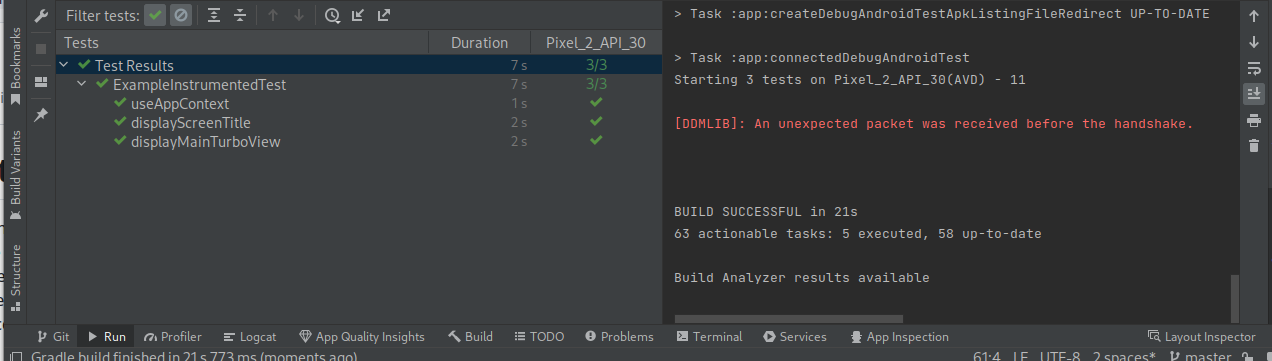 Filter tests:
Tests Duration Pixel_2_API_30
Test Results 7 s 3/3
ExampleInstrumentedTest 7 s 3/3
useAppContext 1 s
displayScreenTitle 2 s
displayMainTurboView 2 s
> Task :app:createDebugAndroidTestApkListingFileRedirect UP-TO-DATE
> Task :app:connectedDebugAndroidTest
Starting 3 tests on Pixel_2_API_30(AVD) - 11
[DDMLIB]: An unexpected packet was received before the handshake.
BUILD SUCCESSFUL in 21s
63 actionable tasks: 5 executed, 58 up-to-date
Build Analyzer results available
Bookmarks
Build Variants
Structure
Git Run Profiler Logcat App Quality Insights Build TODO Problems Terminal Services App Inspection Layout Inspector
Gradle build finished in 21 s 773 ms (moments ago) 61:4 LF UTF-8 2 spaces* master